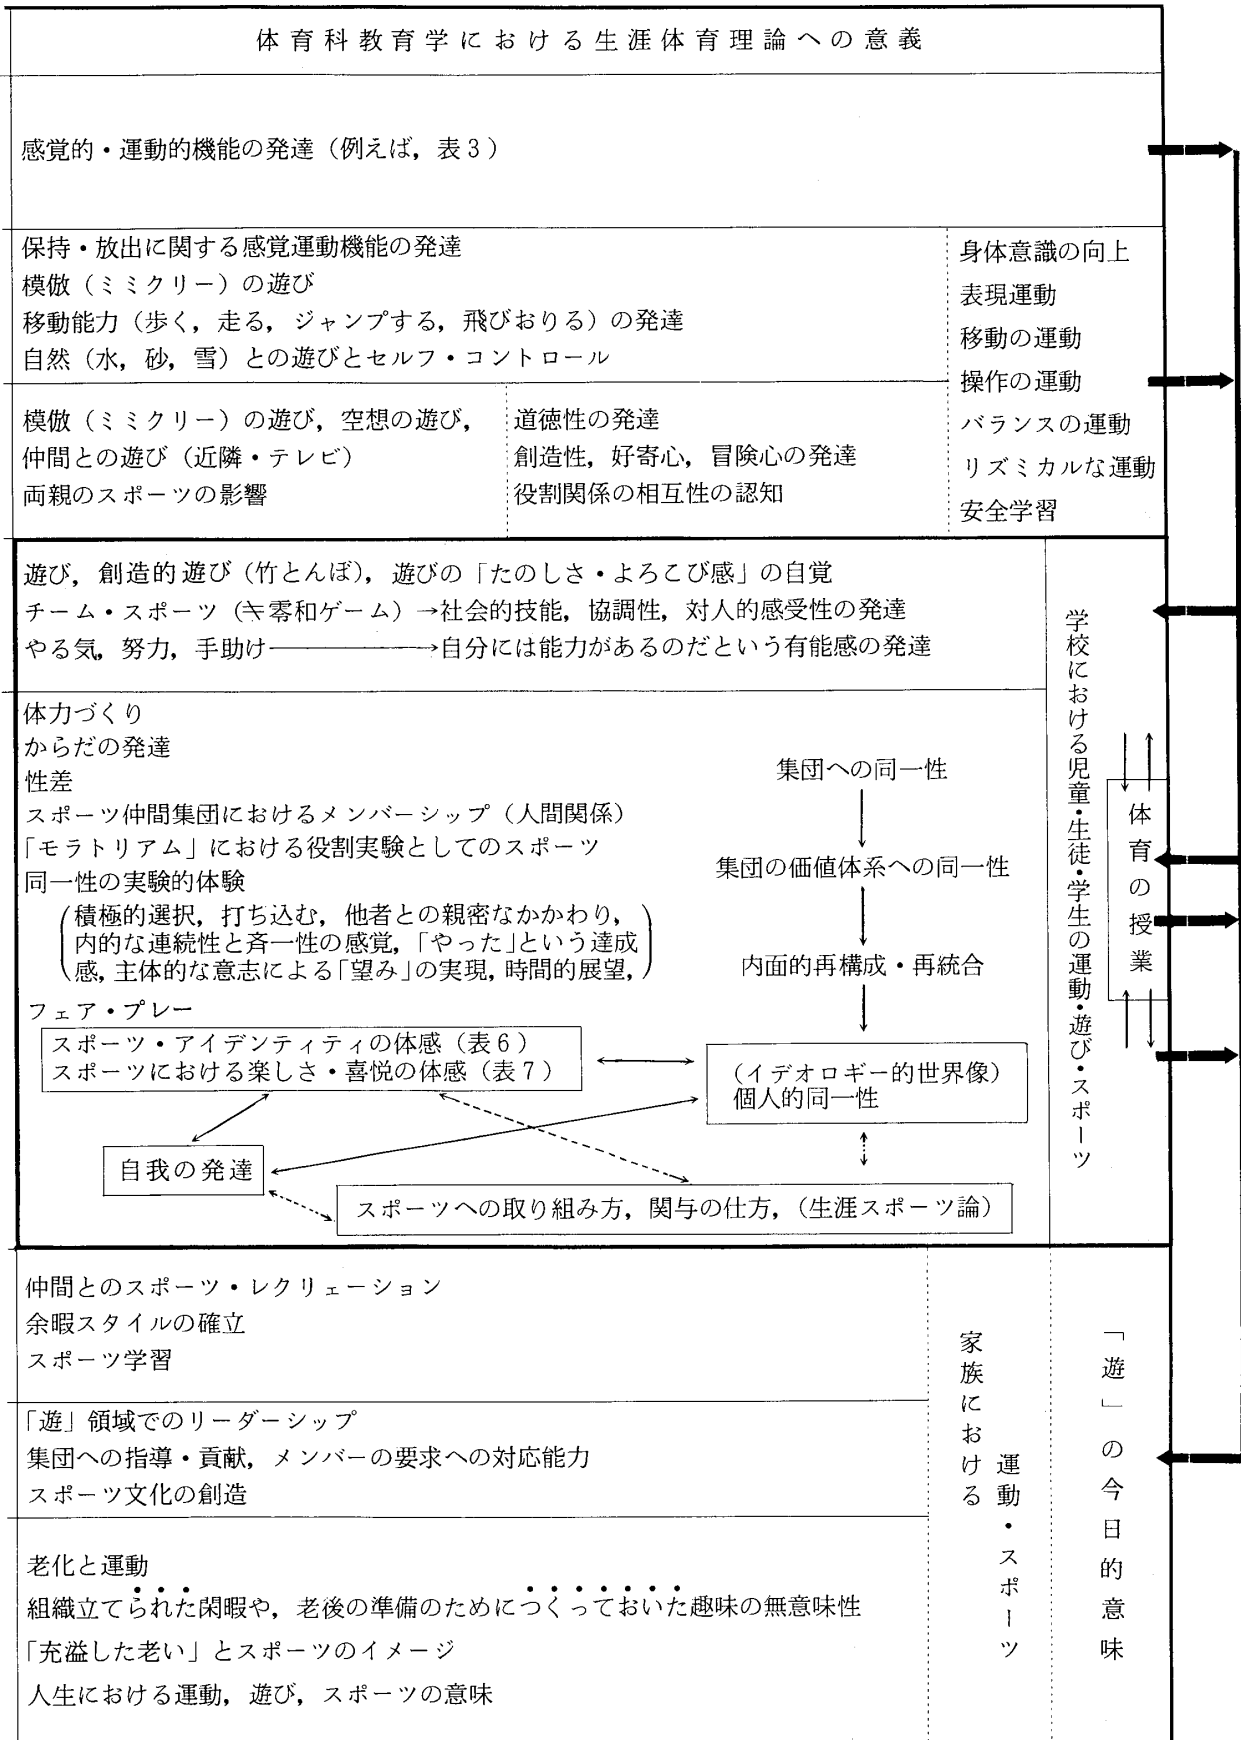 体育科教育学における生涯体育理論への意義
感覚的・運動的機能の発達（例えば，表３）
保持・放出に関する感覚運動機能の発達
模倣（ミミクリー）の遊び
移動能力（歩く，走る，ジャンプする，飛びおりる）の発達
自然（水，砂，雪）との遊びとセルフ・コントロール
模倣（ミミクリー）の遊び，空想の遊び，
仲間との遊び（近隣・テレビ）
両親のスポーツの影響
道徳性の発達
創造性，好寄心，冒険心の発達
役割関係の相互性の認知
身体意識の向上
表現運動
移動の運動
操作の運動
バランスの運動
リズミカルな運動
安全学習
遊び，創造的遊び（竹とんぼ），遊びの「たのしさ・よろこび感」の自覚
チーム・スポーツ（≒零和ゲーム）→社会的技能，協調性，対人的感受性の発達
やる気，努力，手助け→自分には能力があるのだという有能感の発達
体力づくり
からだの発達
性差
スポーツ仲間集団におけるメンバーシップ（人間関係）
「モラトリアム」における役割実験としてのスポーツ
同一性の実験的体験
（積極的選択，打ち込む，他者との親密なかかわり，
内的な連続性と斉一性の感覚，「やった」という達成
感，主体的な意志による「望み」の実現，時間的展望，）
フェア・プレー
スポーツ・アイデンティティの体感（表６）
スポーツにおける楽しさ・喜悦の体感（表７）
自我の発達
集団への同一性
集団の価値体系への同一性
内面的再構成・再統合
（イデオロギー的世界像）
個人的同一性
スポーツへの取り組み方，関与の仕方，（生涯スポーツ論）
学校における児童・生徒・学生の運動・遊び・スポーツ
体育の授業
仲間とのスポーツ・レクリェーション
余暇スタイルの確立
スポーツ学習
「遊」領域でのリーダーシップ
集団への指導・貢献，メンバーの要求への対応能力
スポーツ文化の創造
老化と運動
組織立てられた閑暇や，老後の準備のためにつくっておいた趣味の無意味性
「充溢した老い」とスポーツのイメージ
人生における運動，遊び，スポーツの意味
家族における
運動・スポーツ
「遊」の今日的意味